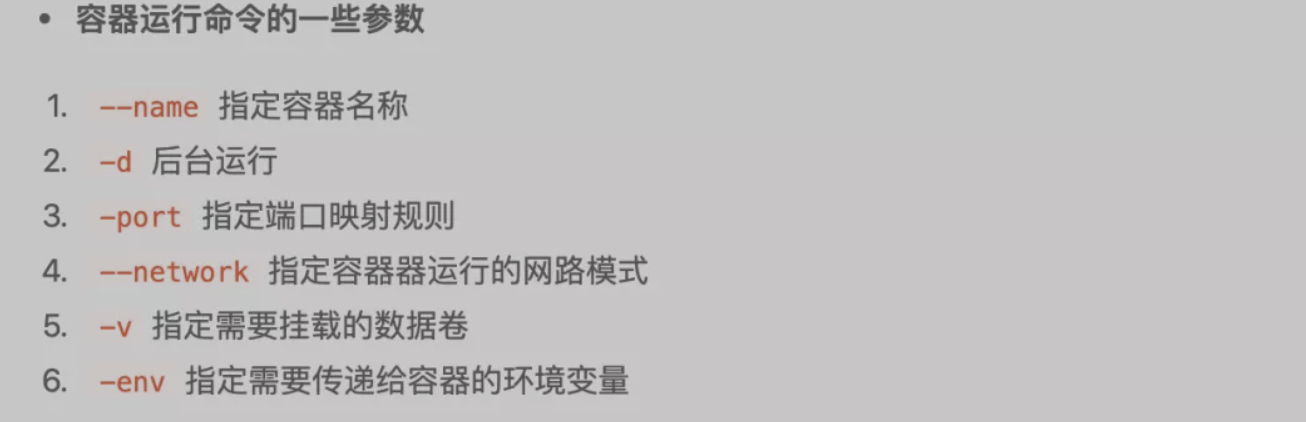 • 容器运行命令的一些参数
1. --name 指定容器名称
2. -d 后台运行
3. -port 指定端口映射规则
4. --network 指定容器器运行的网路模式
5. -v 指定需要挂载的数据卷
6. -env 指定需要传递给容器的环境变量